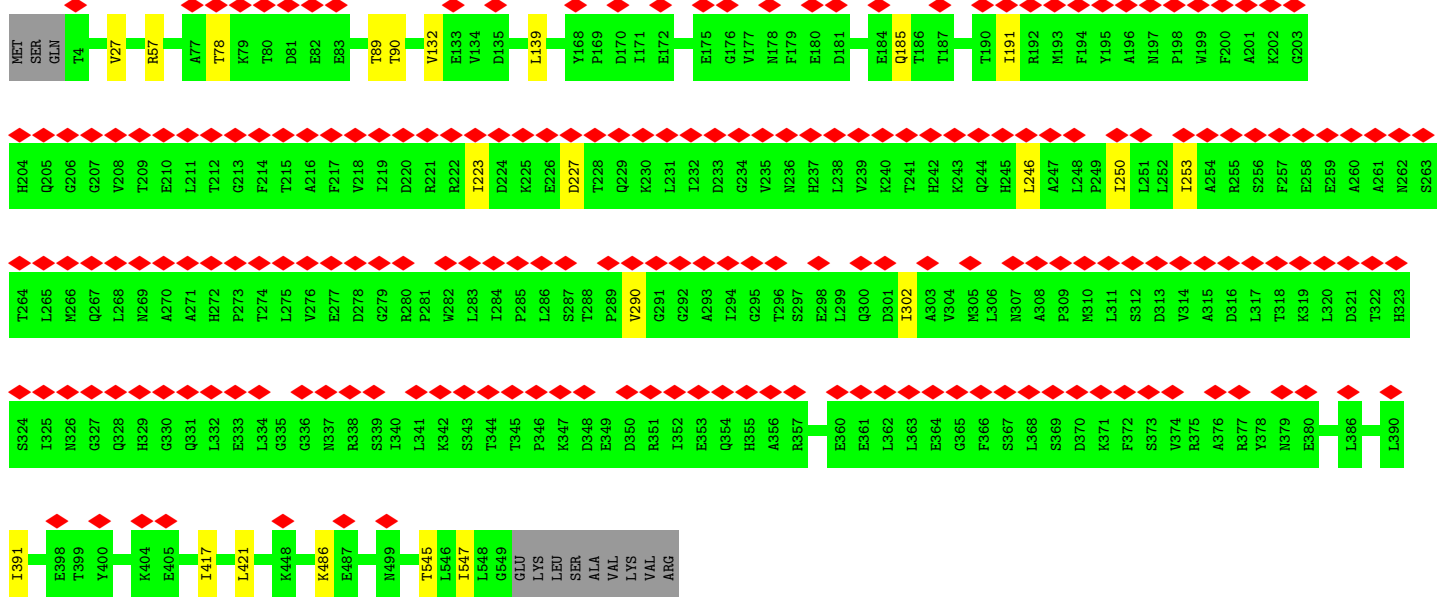 MET SER GLN T4 V27 R57 A77 T78 K79 T80 D81 E82 E83 T89 T90 V132 E133 V134 D135 L139 Y168 P169 D170 I171 E172 E175 G176 V177 N178 F179 E180 D181 E184 Q185 T186 T187 T190 I191 R192 M193 F194 Y195 A196 N197 P198 W199 F200 A201 K202 G203
H204 Q205 G206 G207 V208 T209 E210 L211 T212 G213 F214 T215 A216 F217 V218 I219 D220 R221 R222 I223 D224 K225 E226 D227 T228 Q229 K230 L231 I232 D233 G234 V235 N236 H237 L238 V239 K240 T241 H242 K243 Q244 H245 L246 A247 L248 P249 I250 L251 L252 I253 A254 R255 S256 F257 E258 E259 A260 A261 N262 S263
T264 L265 M266 Q267 L268 N269 A270 A271 H272 P273 T274 L275 V276 E277 D278 G279 R280 P281 W282 L283 I284 P285 L286 S287 T288 P289 V290 G291 G292 A293 I294 G295 T296 S297 E298 L299 Q300 D301 I302 A303 V304 M305 L306 N307 A308 P309 M310 L311 S312 D313 V314 A315 D316 L317 T318 K319 L320 D321 T322 H323
S324 I325 N326 G327 Q328 H329 G330 Q331 L332 E333 L334 G335 G336 N337 R338 S339 I340 L341 K342 S343 T344 T345 P346 K347 D348 E349 D350 R351 I352 E353 Q354 H355 A356 R357 E360 E361 L362 L363 E364 G365 F366 S367 L368 S369 D370 K371 F372 S373 V374 R375 A376 R377 Y378 N379 E380 L386 L390
I391 E398 T399 Y400 K404 E405 I417 L421 K448 K486 E487 N499 T545 L546 I547 L548 G549 GLU LYS LEU SER ALA VAL LYS VAL ARG